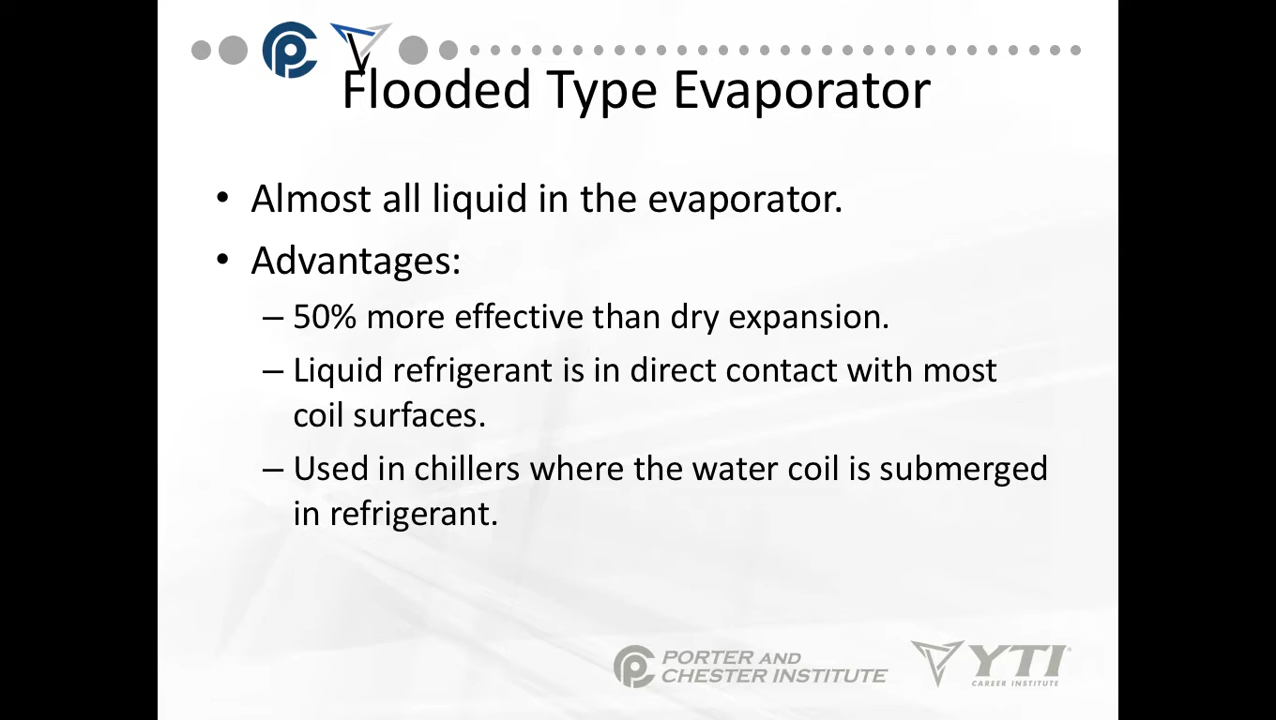 Flooded Type Evaporator
• Almost all liquid in the evaporator.
• Advantages:
– 50% more effective than dry expansion.
– Liquid refrigerant is in direct contact with most
coil surfaces.
– Used in chillers where the water coil is submerged
in refrigerant.
PORTER AND
CHESTER INSTITUTE
YTI
CAREER INSTITUTE